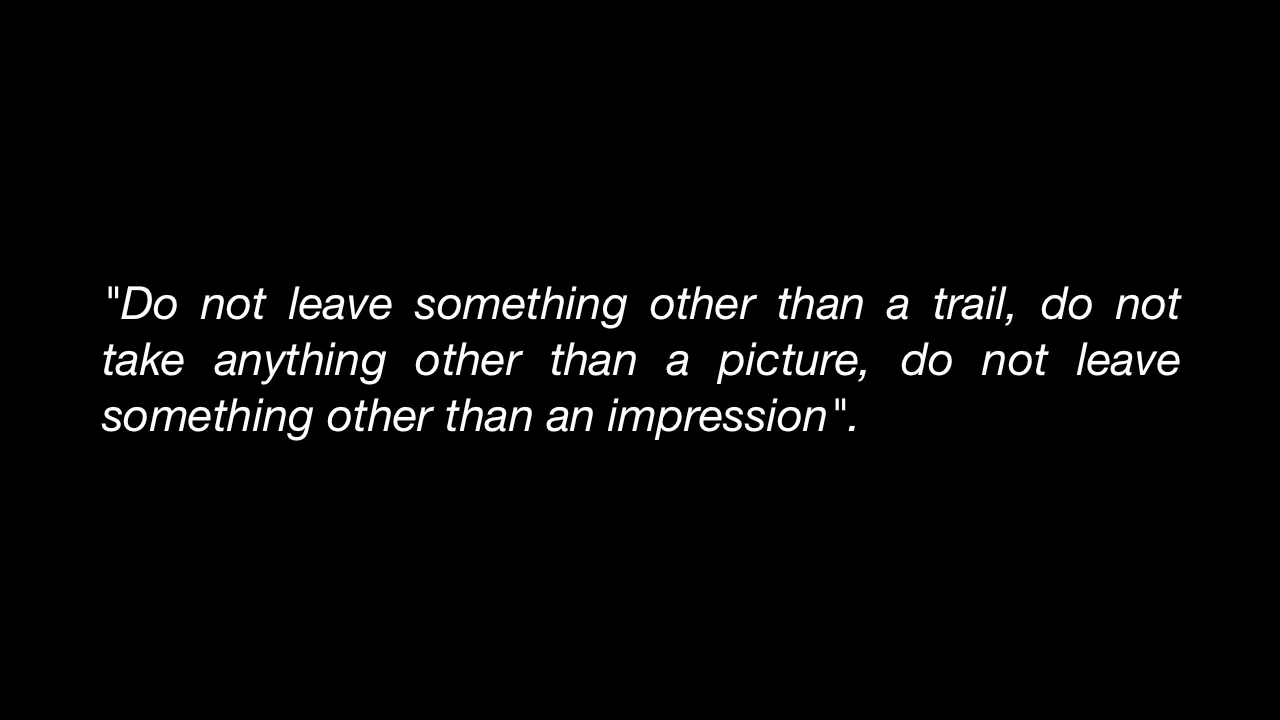 "Do not leave something other than a trail, do not
take anything other than a picture, do not leave
something other than an impression".